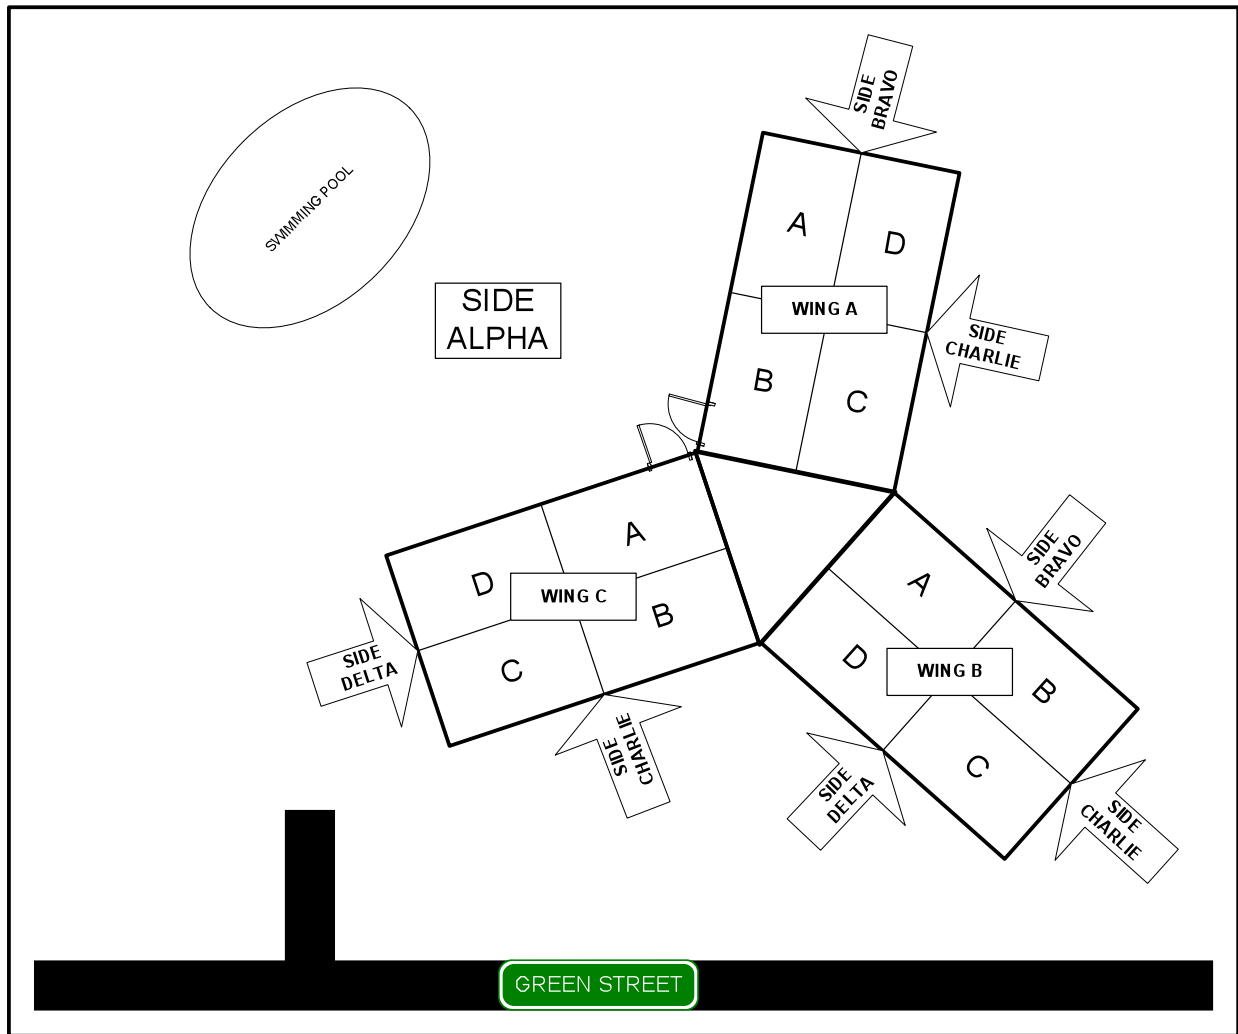 SIDE
BRAVO
SWIMMING POOL
A
D
SIDE
ALPHA
WING A
SIDE
CHARLIE
B
C
A
D
WING C
B
C
SIDE
DELTA
SIDE
CHARLIE
SIDE
BRAVO
A
D
WING B
B
C
SIDE
DELTA
SIDE
CHARLIE
GREEN STREET